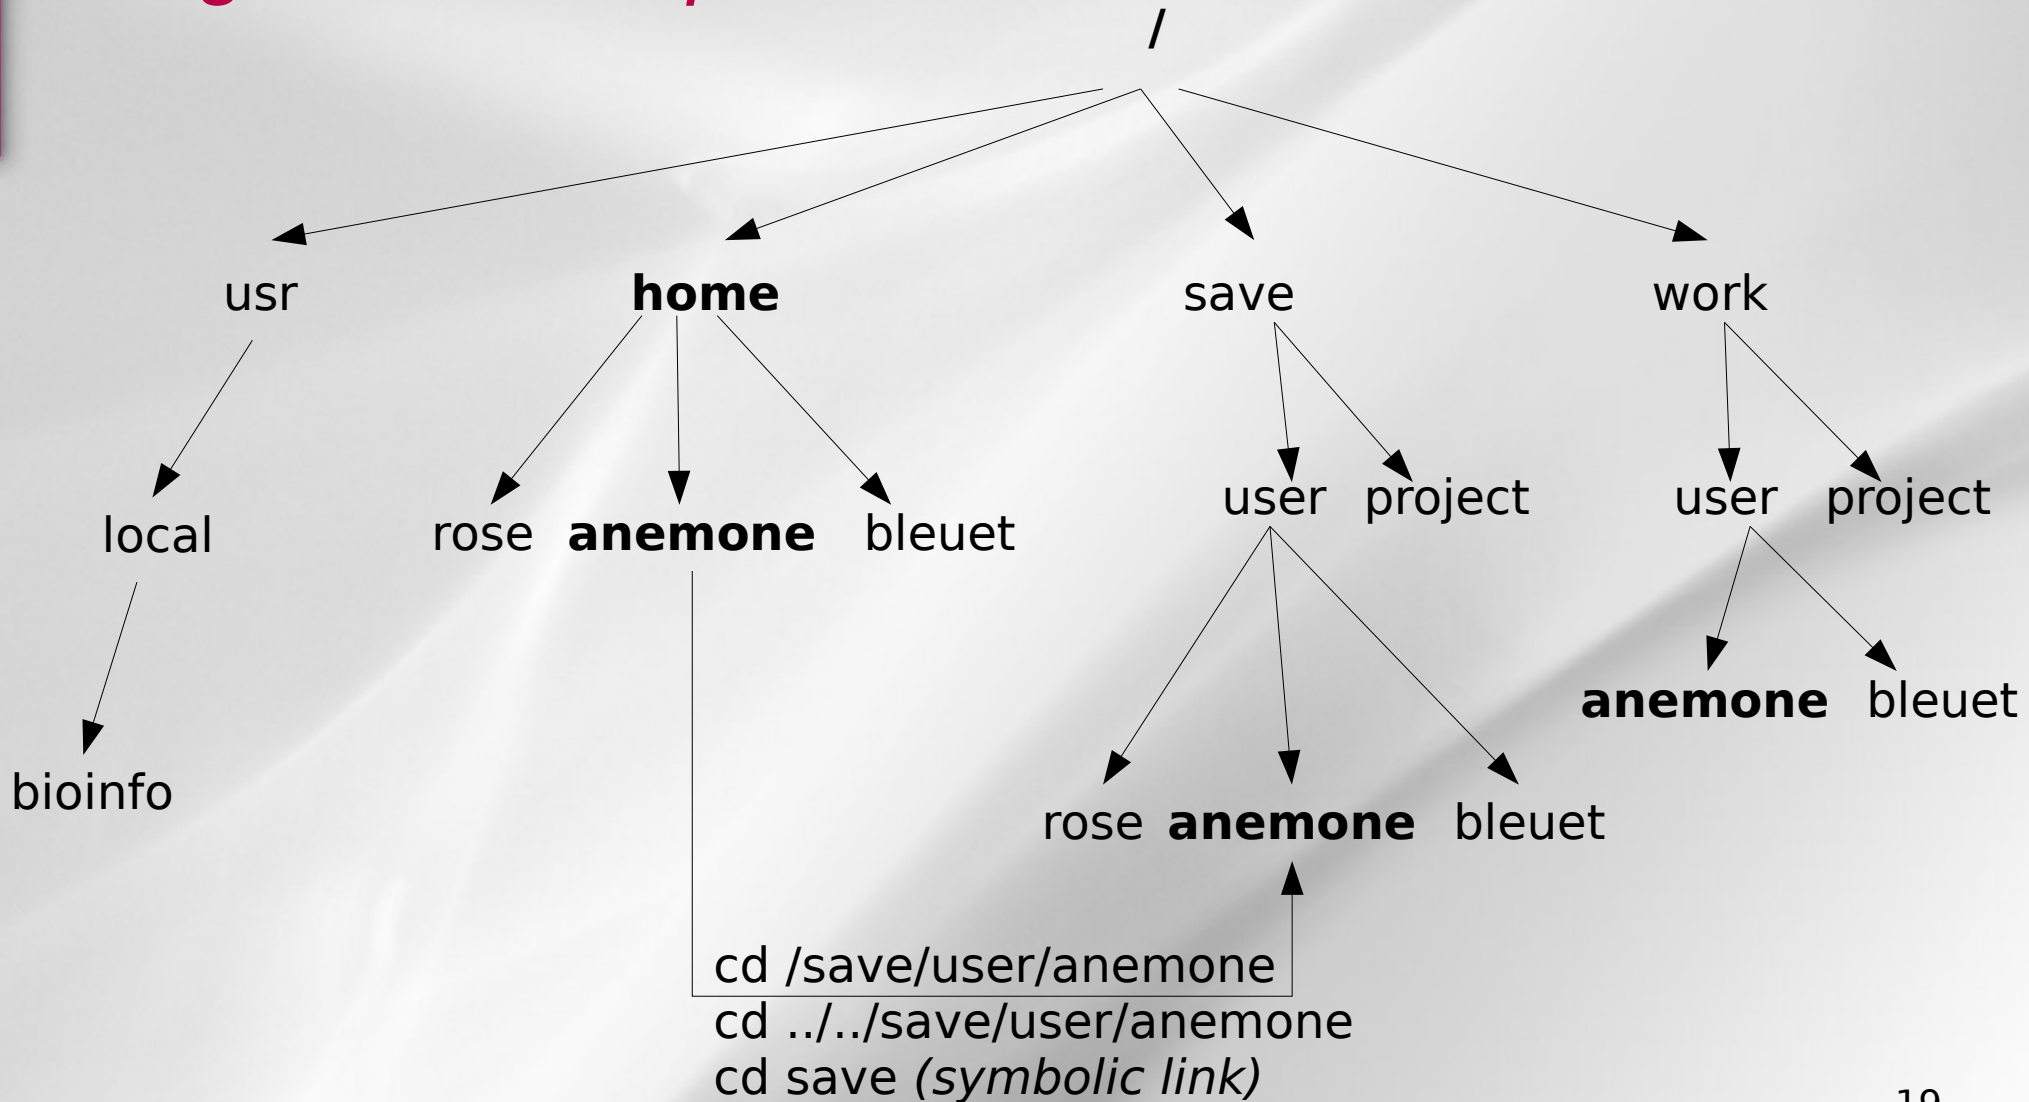 /
usr home save work
user project user project
local rose anemone bleuet
anemone bleuet
bioinfo
rose anemone bleuet
cd /save/user/anemone
cd ../../save/user/anemone
cd save (symbolic link)
19